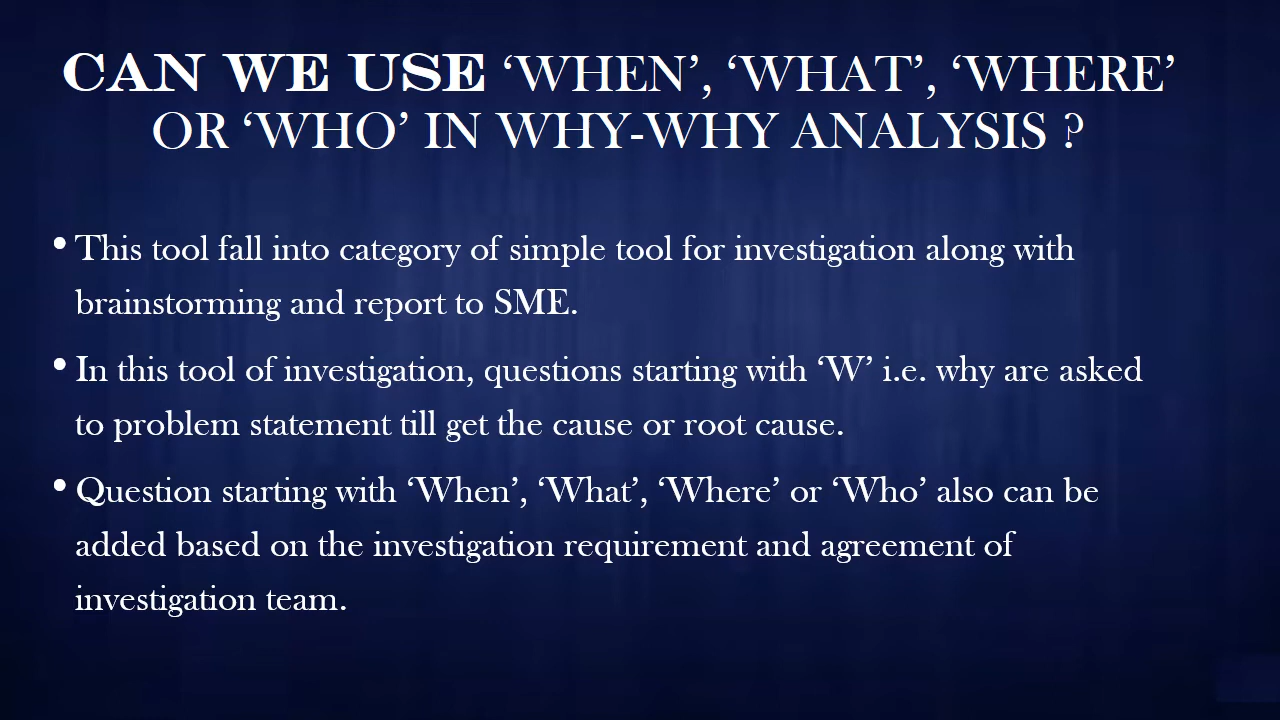 CAN WE USE ‘WHEN’, ‘WHAT’, ‘WHERE’
OR ‘WHO’ IN WHY-WHY ANALYSIS ?
• This tool fall into category of simple tool for investigation along with
brainstorming and report to SME.
• In this tool of investigation, questions starting with ‘W’ i.e. why are asked
to problem statement till get the cause or root cause.
• Question starting with ‘When’, ‘What’, ‘Where’ or ‘Who’ also can be
added based on the investigation requirement and agreement of
investigation team.